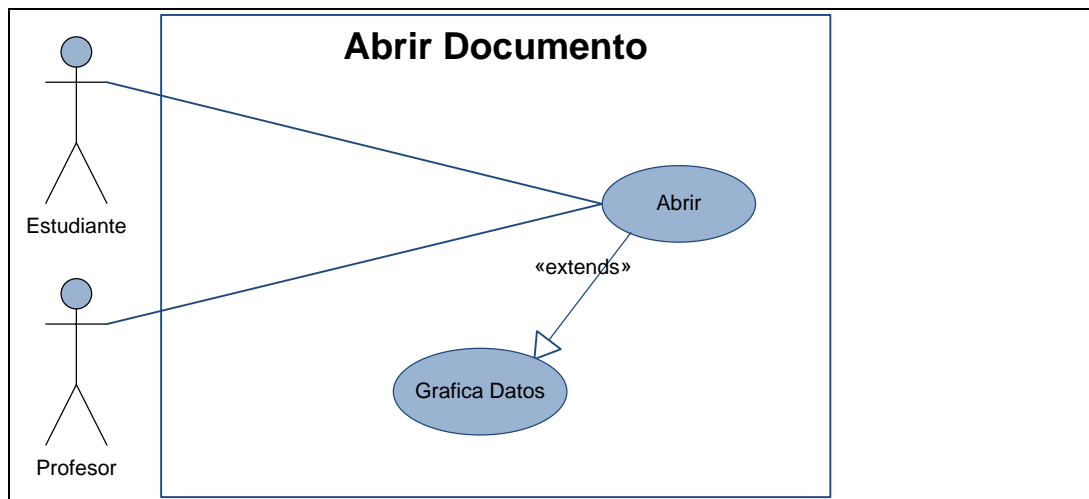 Abrir Documento
Abrir
Estudiante
«extends»
Grafica Datos
Profesor